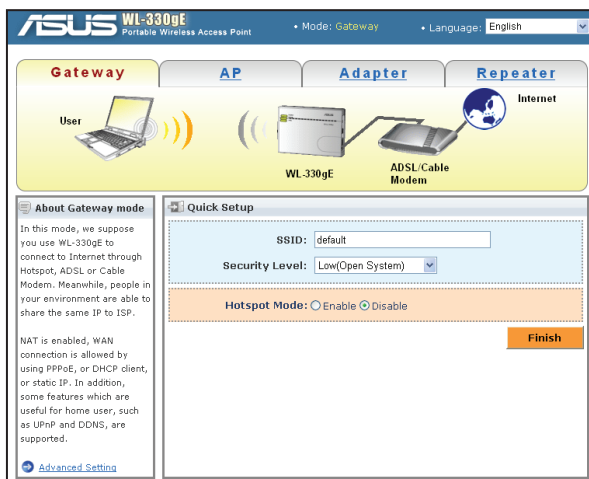 ASUS WL-330gE
Portable Wireless Access Point
• Mode: Gateway
• Language: English
Gateway
AP
Adapter
Repeater
User
WL-330gE
ADSL/Cable
Modem
Internet
About Gateway mode
In this mode, we suppose
you use WL-330gE to
connect to Internet through
Hotspot, ADSL or Cable
Modem. Meanwhile, people in
your environment are able to
share the same IP to ISP.
NAT is enabled, WAN
connection is allowed by
using PPPoE, or DHCP client,
or static IP. In addition,
some features which are
useful for home user, such
as UPnP and DDNS, are
supported.
Advanced Setting
Quick Setup
SSID: default
Security Level: Low(Open System)
Hotspot Mode: Enable Disable
Finish